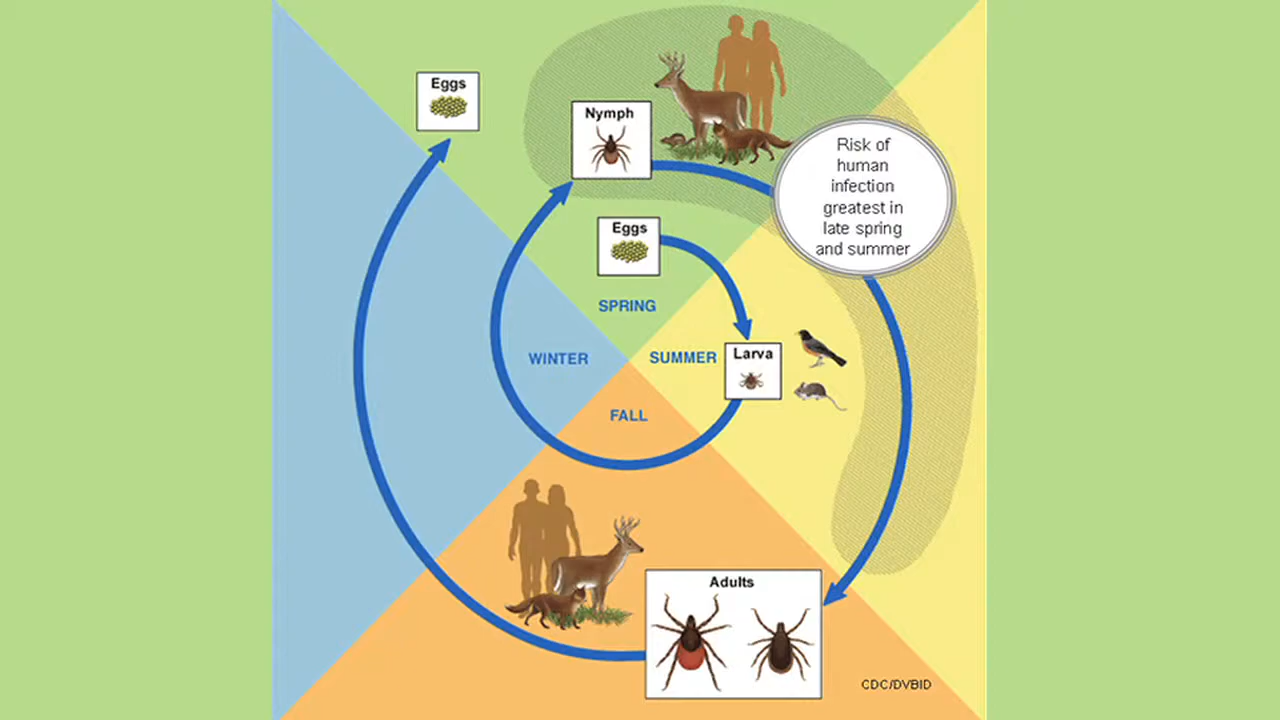 Eggs
Nymph
Risk of
human
infection
greatest in
late spring
and summer
Eggs
SPRING
WINTER
SUMMER
Larva
FALL
Adults
CDC/DVBID